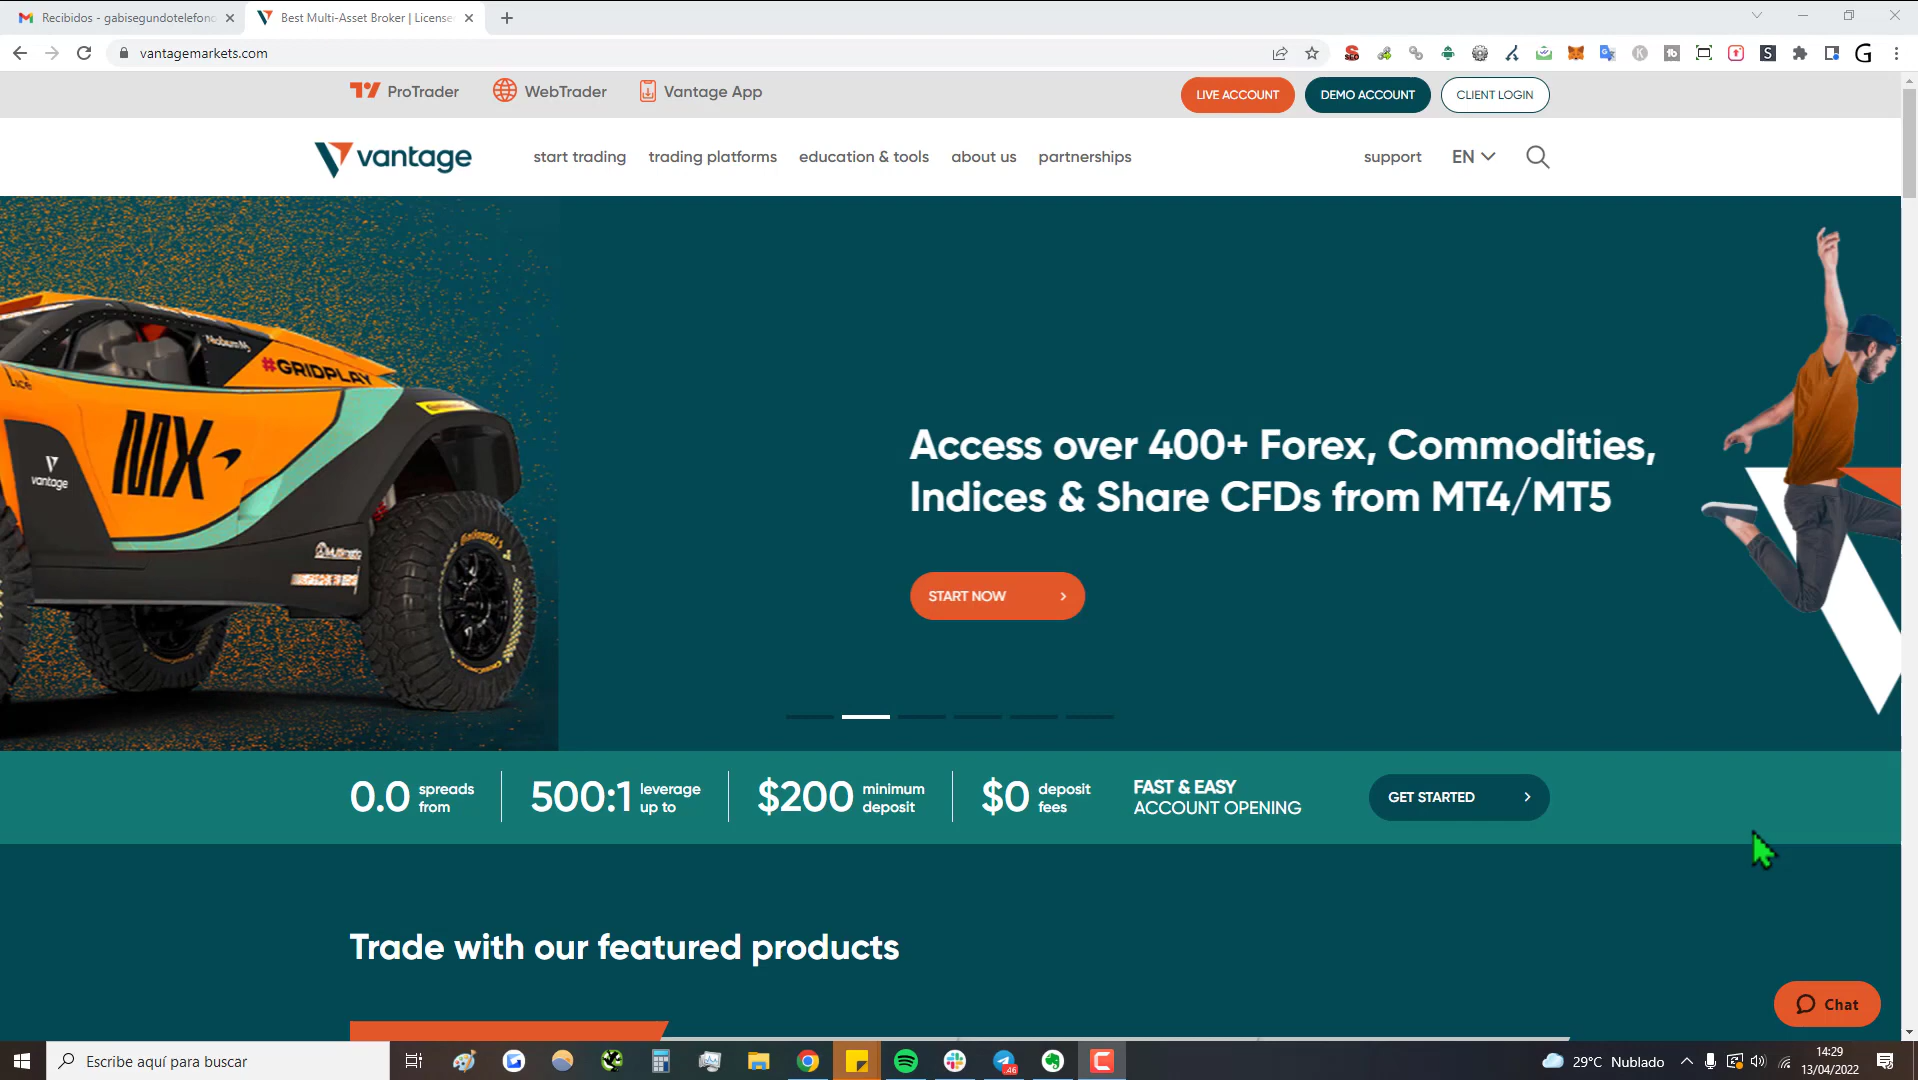 Recibidos - gabisegundotelefono
Best Multi-Asset Broker | License
vantagemarkets.com
ProTrader
WebTrader
Vantage App
LIVE ACCOUNT
DEMO ACCOUNT
CLIENT LOGIN
vantage
start trading
trading platforms
education & tools
about us
partnerships
support
EN
#GRIDPLAY
MX
vantage
Access over 400+ Forex, Commodities,
Indices & Share CFDs from MT4/MT5
START NOW
0.0 spreads from
500:1 leverage up to
$200 minimum deposit
$0 deposit fees
FAST & EASY
ACCOUNT OPENING
GET STARTED
Trade with our featured products
Chat
Escribe aquí para buscar
46
29°C Nublado
14:29
13/04/2022